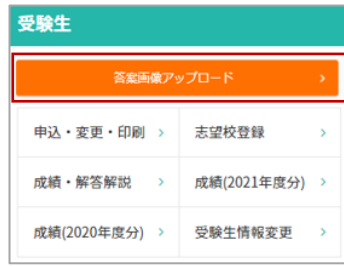 受験生
答案画像アップロード
申込・変更・印刷 志望校登録
成績・解答解説 成績(2021年度分)
成績(2020年度分) 受験生情報変更